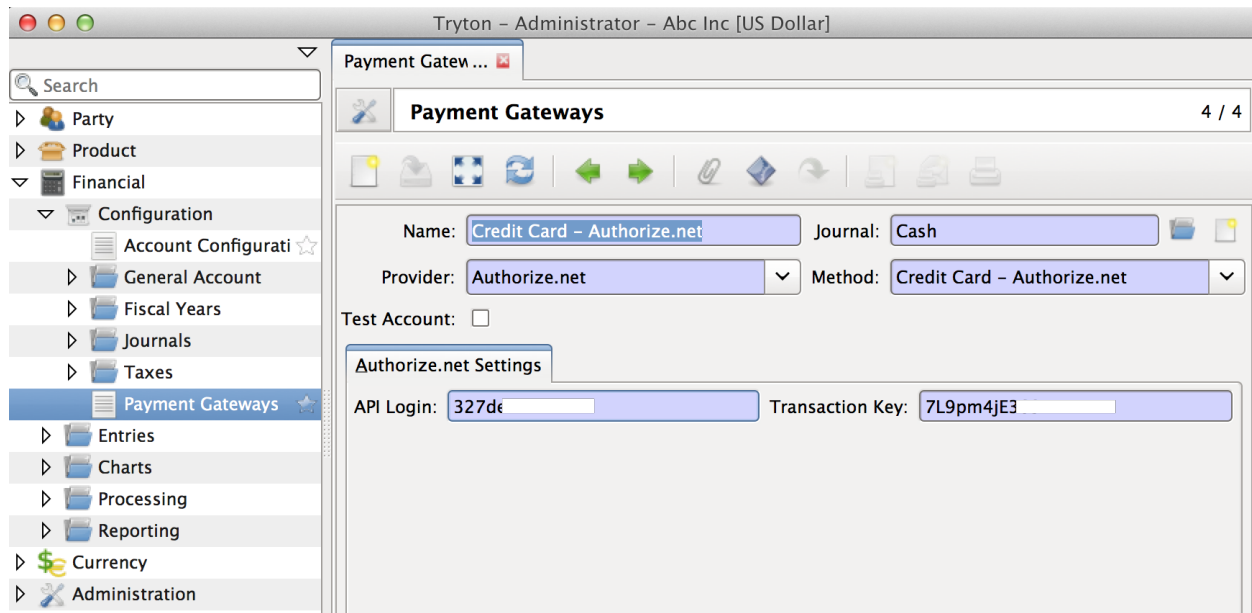 Tryton – Administrator – Abc Inc [US Dollar]
Search
Party
Product
Financial
Configuration
Account Configurati
General Account
Fiscal Years
Journals
Taxes
Payment Gateways
Entries
Charts
Processing
Reporting
Currency
Administration
Payment Gatew ...
Payment Gateways 4 / 4
Name: Credit Card – Authorize.net Journal: Cash
Provider: Authorize.net Method: Credit Card – Authorize.net
Test Account:
Authorize.net Settings
API Login: 327de Transaction Key: 7L9pm4jE3